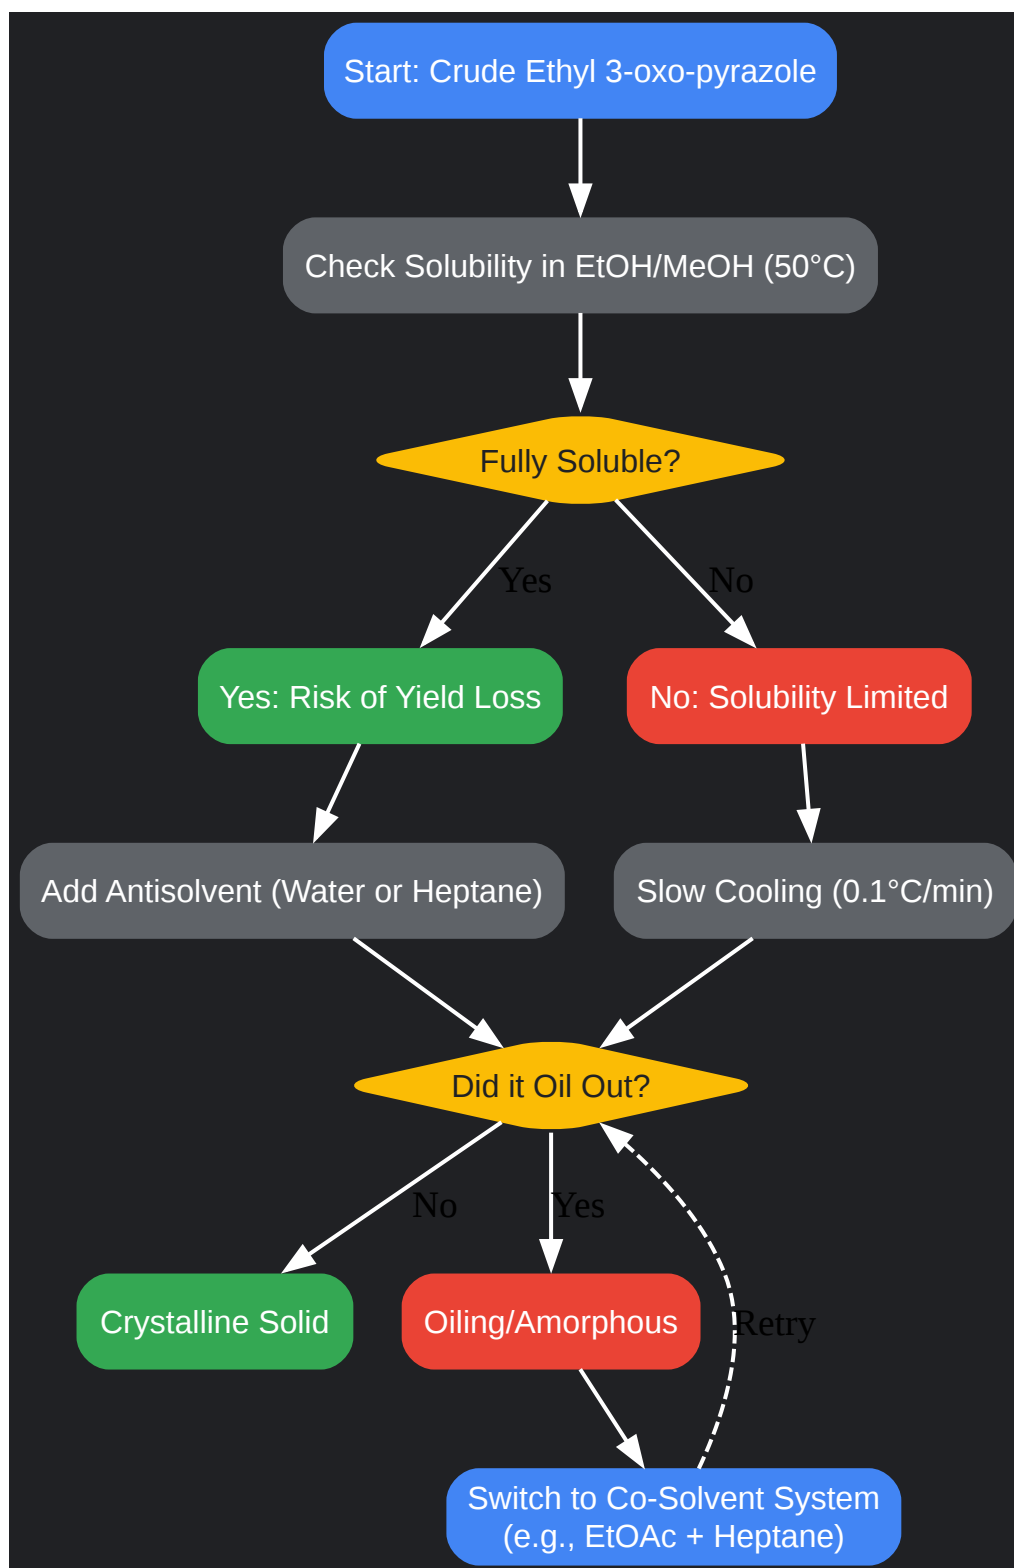 Start: Crude Ethyl 3-oxo-pyrazole
Check Solubility in EtOH/MeOH (50°C)
Fully Soluble?
Yes
No
Yes: Risk of Yield Loss
No: Solubility Limited
Add Antisolvent (Water or Heptane)
Slow Cooling (0.1°C/min)
Did it Oil Out?
No
Yes
Crystalline Solid
Oiling/Amorphous
Retry
Switch to Co-Solvent System
(e.g., EtOAc + Heptane)